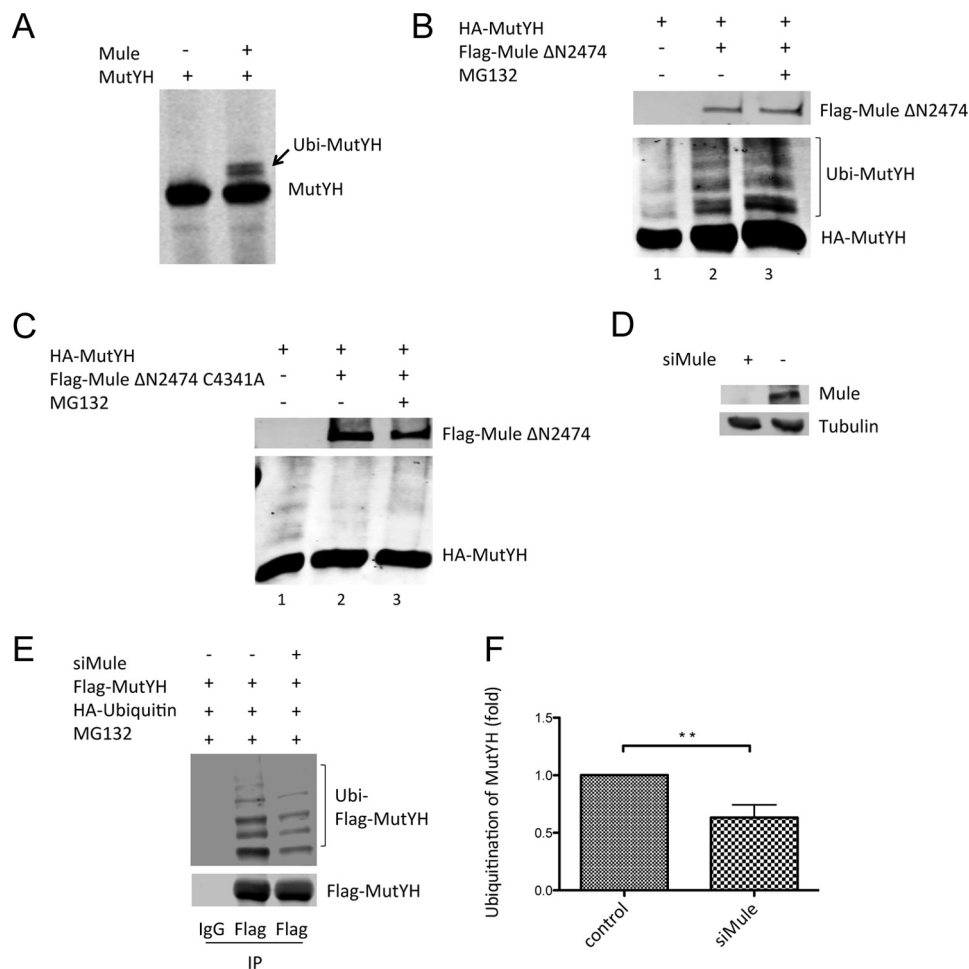 A
Mule - +
MutYH + +
Ubi-MutYH
MutYH
B
HA-MutYH + + +
Flag-Mule ΔN2474 - + +
MG132 - - +
Flag-Mule ΔN2474
Ubi-MutYH
HA-MutYH
1 2 3
C
HA-MutYH + + +
Flag-Mule ΔN2474 C4341A - + +
MG132 - - +
Flag-Mule ΔN2474
HA-MutYH
1 2 3
D
siMule + -
Mule
Tubulin
E
siMule - - +
Flag-MutYH + + +
HA-Ubiquitin + + +
MG132 + + +
Ubi-
Flag-MutYH
Flag-MutYH
IgG Flag Flag
IP
F
Ubiquitination of MutYH (fold)
1.5
1.0
0.5
0.0
**
control
siMule